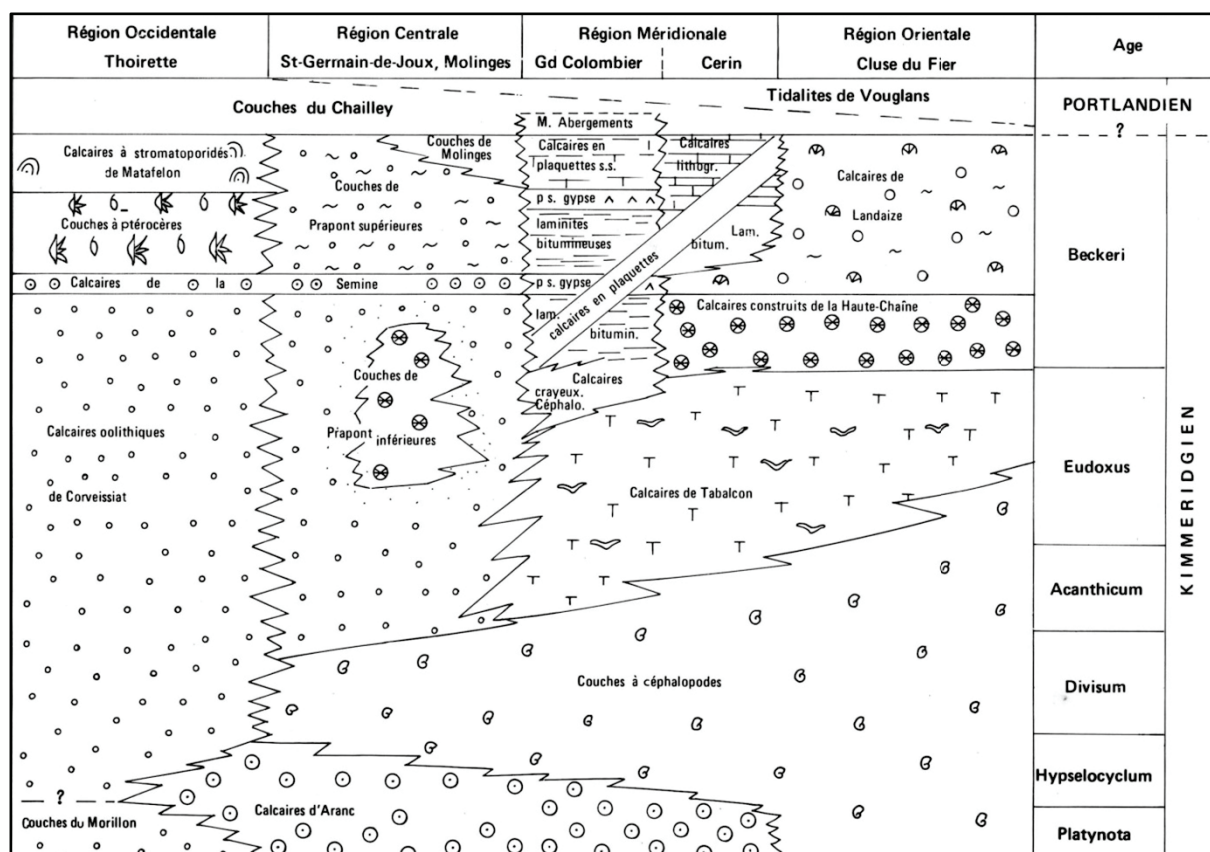 Région Occidentale
Thoirette
Région Centrale
St-Germain-de-Joux, Molinges
Région Méridionale
Gd Colombier
Cerin
Région Orientale
Cluse du Fier
Age
Couches du Chailley
Tidalites de Vouglans
PORTLANDIEN
?
M. Abergements
Calcaires à stromatoporidés
de Matafelon
Couches de
Molinges
Calcaires en
plaquettes s.s.
Calcaires
lithogr.
Couches de
Prapont supérieures
Calcaires de
Landaize
Couches à ptérocères
p s. gypse
laminites
bitumineuses
Lam.
bitum.
calcaires en plaquettes
Beckeri
Calcaires de la
Semine
p s. gypse
lam.
bitumin.
Calcaires construits de la Haute-Chaîne
Couches de
Prapont
inférieures
Calcaires
crayeux.
Céphalo.
Calcaires oolithiques
de Corveissiat
Calcaires de Tabalcon
Eudoxus
KIMMERIDGIEN
Acanthicum
Couches à céphalopodes
Divisum
Hypselocyclum
?
Couches du Morillon
Calcaires d'Aranc
Platynota